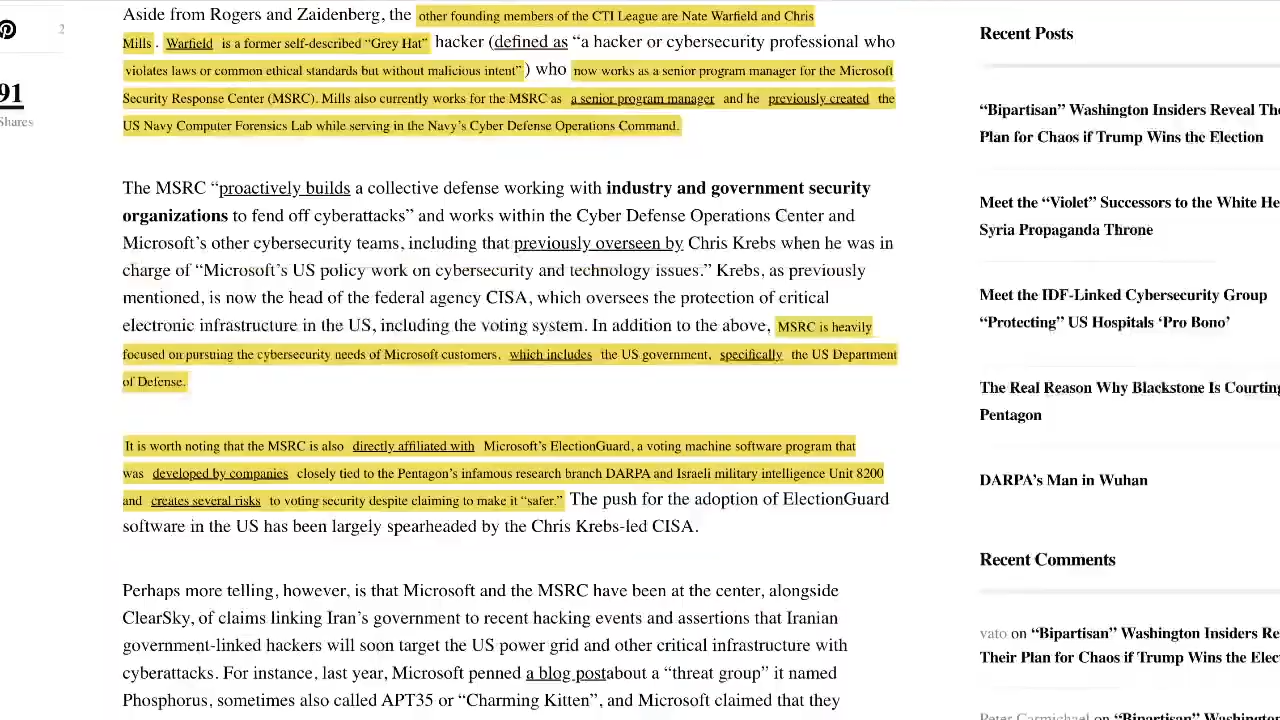 Aside from Rogers and Zaidenberg, the other founding members of the CTI League are Nate Warfield and Chris
Mills. Warfield is a former self-described “Grey Hat” hacker (defined as “a hacker or cybersecurity professional who
violates laws or common ethical standards but without malicious intent”) who now works as a senior program manager for the Microsoft
Security Response Center (MSRC). Mills also currently works for the MSRC as a senior program manager and he previously created the
US Navy Computer Forensics Lab while serving in the Navy’s Cyber Defense Operations Command.
The MSRC “proactively builds a collective defense working with industry and government security
organizations to fend off cyberattacks” and works within the Cyber Defense Operations Center and
Microsoft’s other cybersecurity teams, including that previously overseen by Chris Krebs when he was in
charge of “Microsoft’s US policy work on cybersecurity and technology issues.” Krebs, as previously
mentioned, is now the head of the federal agency CISA, which oversees the protection of critical
electronic infrastructure in the US, including the voting system. In addition to the above, MSRC is heavily
focused on pursuing the cybersecurity needs of Microsoft customers, which includes the US government, specifically the US Department
of Defense.
It is worth noting that the MSRC is also directly affiliated with Microsoft’s ElectionGuard, a voting machine software program that
was developed by companies closely tied to the Pentagon’s infamous research branch DARPA and Israeli military intelligence Unit 8200
and creates several risks to voting security despite claiming to make it “safer.” The push for the adoption of ElectionGuard
software in the US has been largely spearheaded by the Chris Krebs-led CISA.
Perhaps more telling, however, is that Microsoft and the MSRC have been at the center, alongside
ClearSky, of claims linking Iran’s government to recent hacking events and assertions that Iranian
government-linked hackers will soon target the US power grid and other critical infrastructure with
cyberattacks. For instance, last year, Microsoft penned a blog postabout a “threat group” it named
Phosphorus, sometimes also called APT35 or “Charming Kitten”, and Microsoft claimed that they
2
91
Shares
Recent Posts
“Bipartisan” Washington Insiders Reveal The
Plan for Chaos if Trump Wins the Election
Meet the “Violet” Successors to the White He
Syria Propaganda Throne
Meet the IDF-Linked Cybersecurity Group
“Protecting” US Hospitals ‘Pro Bono’
The Real Reason Why Blackstone Is Courting
Pentagon
DARPA’s Man in Wuhan
Recent Comments
vato on “Bipartisan” Washington Insiders Re
Their Plan for Chaos if Trump Wins the Elec
Peter Carmichael on “Bipartisan” Washington